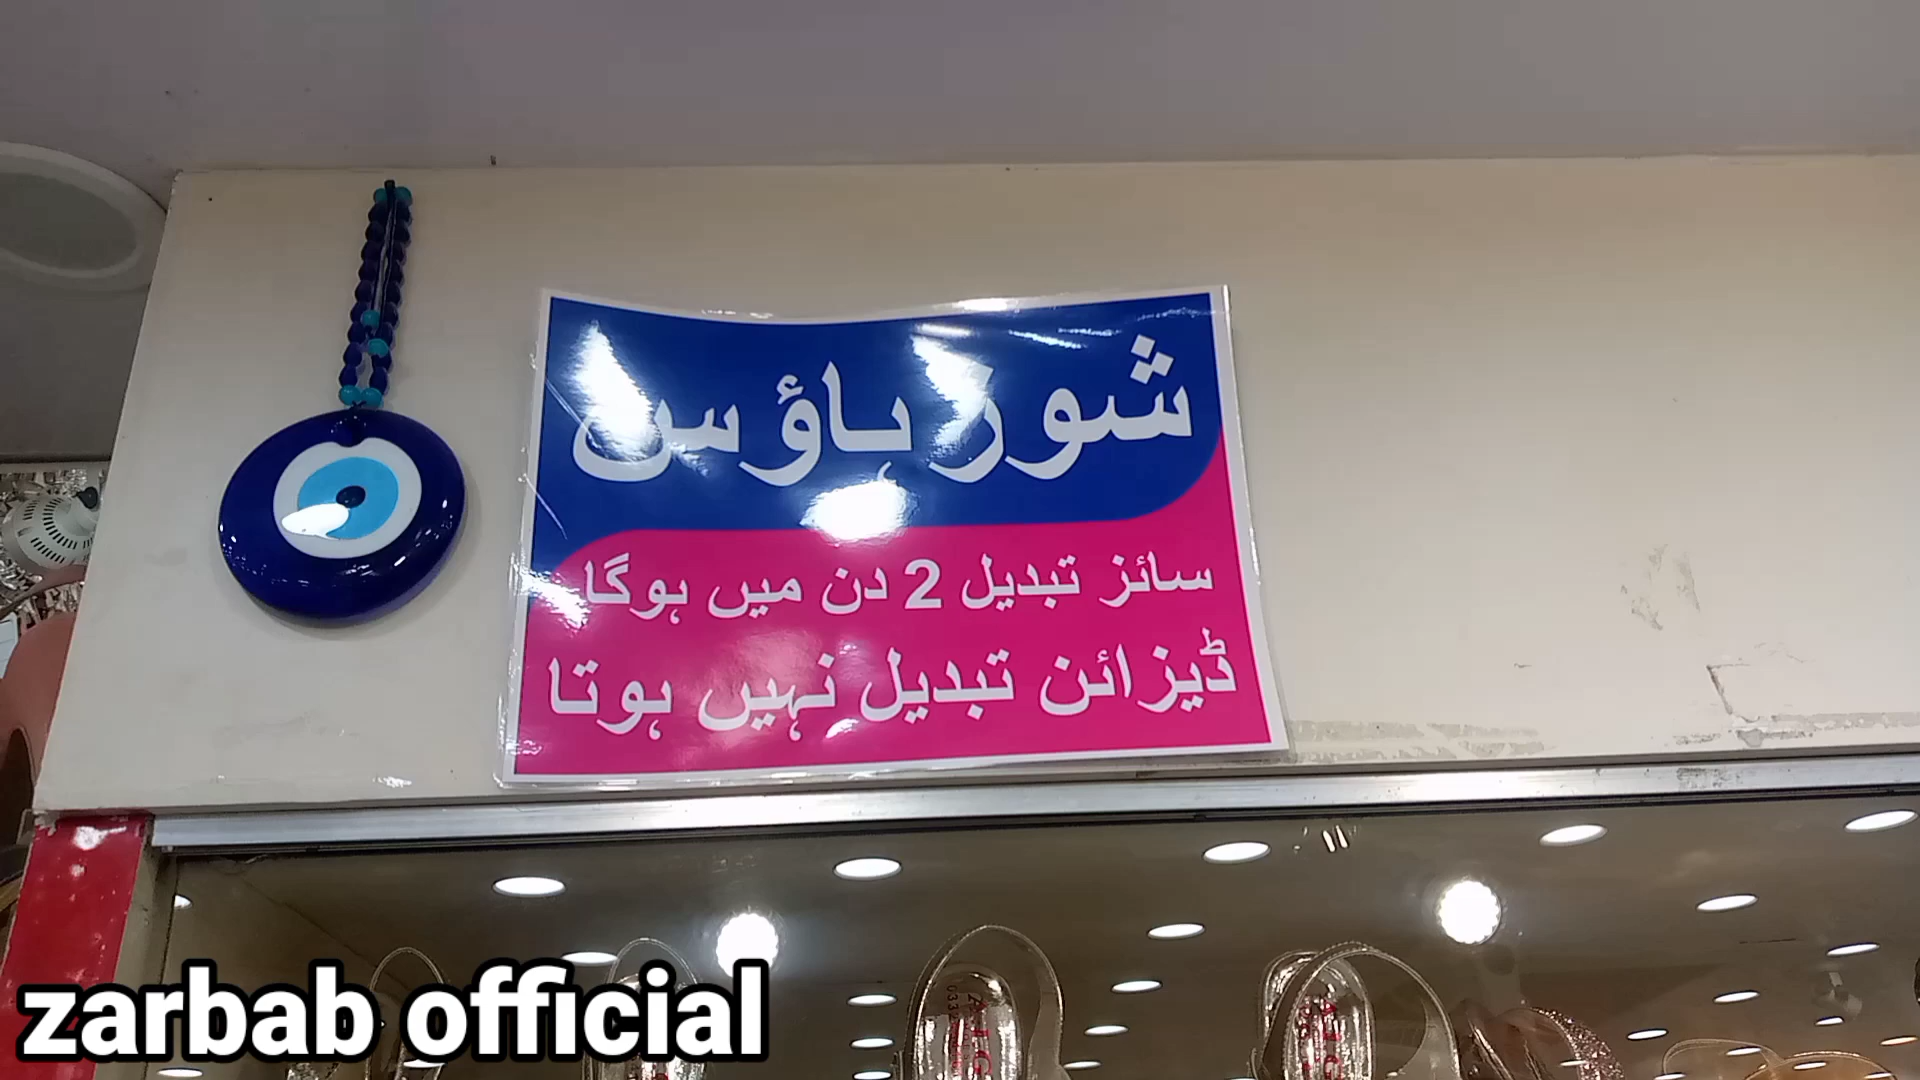 شوز ہاؤس
سائز تبدیل 2 دن میں ہوگا
ڈیزائن تبدیل نہیں ہوتا
zarbab official